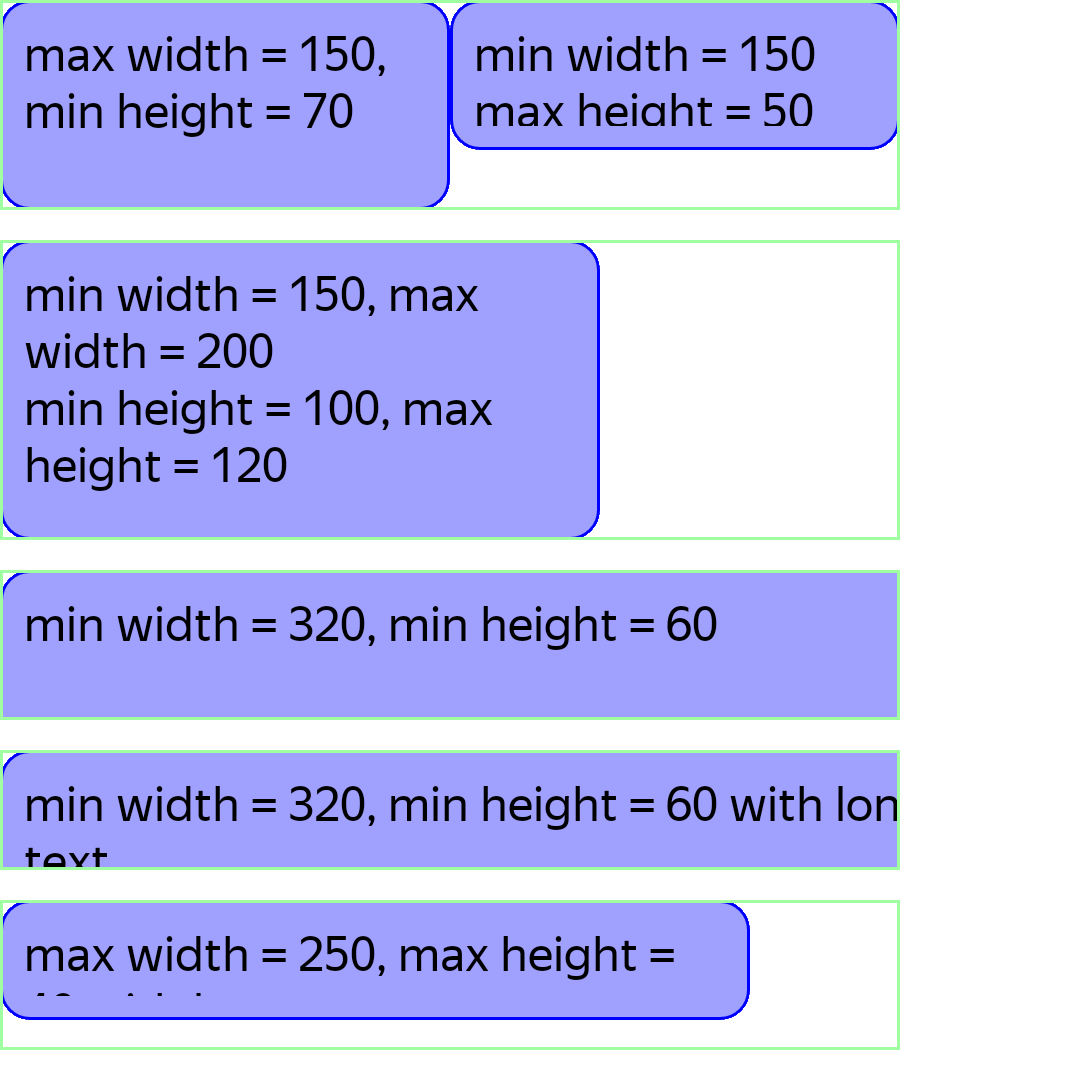 max width = 150,
min height = 70
min width = 150
max height = 50
min width = 150, max
width = 200
min height = 100, max
height = 120
min width = 320, min height = 60
min width = 320, min height = 60 with lon
text
max width = 250, max height =